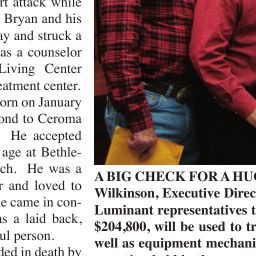 rt attack while
Bryan and his
ay and struck a
as a counselor
Living Center
eatment center.
orn on January
ond to Ceroma
He accepted
age at Bethle-
ch. He was a
r and loved to
e came in con-
as a laid back,
ul person.
ded in death by
A BIG CHECK FOR A HUG
Wilkinson, Executive Direc
Luminant representatives t
$204,800, will be used to tr
well as equipment mechani